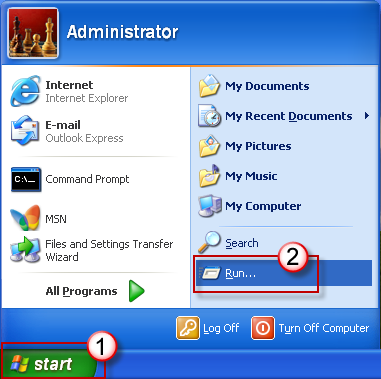 Administrator
Internet
Internet Explorer
E-mail
Outlook Express
C:\_
Command Prompt
MSN
Files and Settings Transfer
Wizard
All Programs
My Documents
My Recent Documents
My Pictures
My Music
My Computer
Search
2
Run...
Log Off
Turn Off Computer
1
start